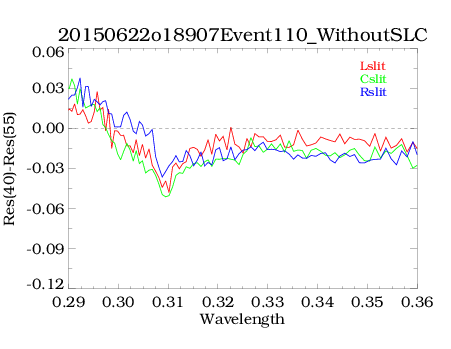 20150622o18907Event110_WithoutSLC
Lslit
Cslit
Rslit
0.06
0.03
0.00
-0.03
-0.06
-0.09
-0.12
Res(40)-Res(55)
0.29 0.30 0.31 0.32 0.33 0.34 0.35 0.36
Wavelength